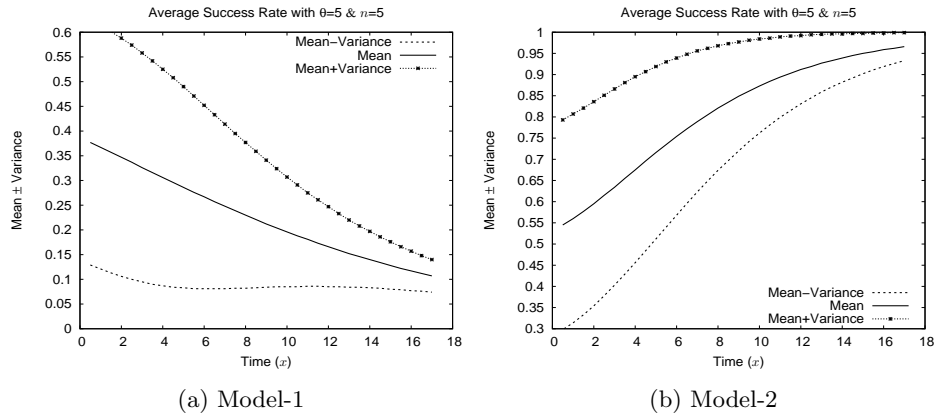 Average Success Rate with θ=5 & n=5
Mean ± Variance
0.6
0.55
0.5
0.45
0.4
0.35
0.3
0.25
0.2
0.15
0.1
0.05
0
Mean−Variance
Mean
Mean+Variance
0 2 4 6 8 10 12 14 16 18
Time (x)
(a) Model-1
Average Success Rate with θ=5 & n=5
Mean ± Variance
1
0.95
0.9
0.85
0.8
0.75
0.7
0.65
0.6
0.55
0.5
0.45
0.4
0.35
0.3
Mean−Variance
Mean
Mean+Variance
0 2 4 6 8 10 12 14 16 18
Time (x)
(b) Model-2